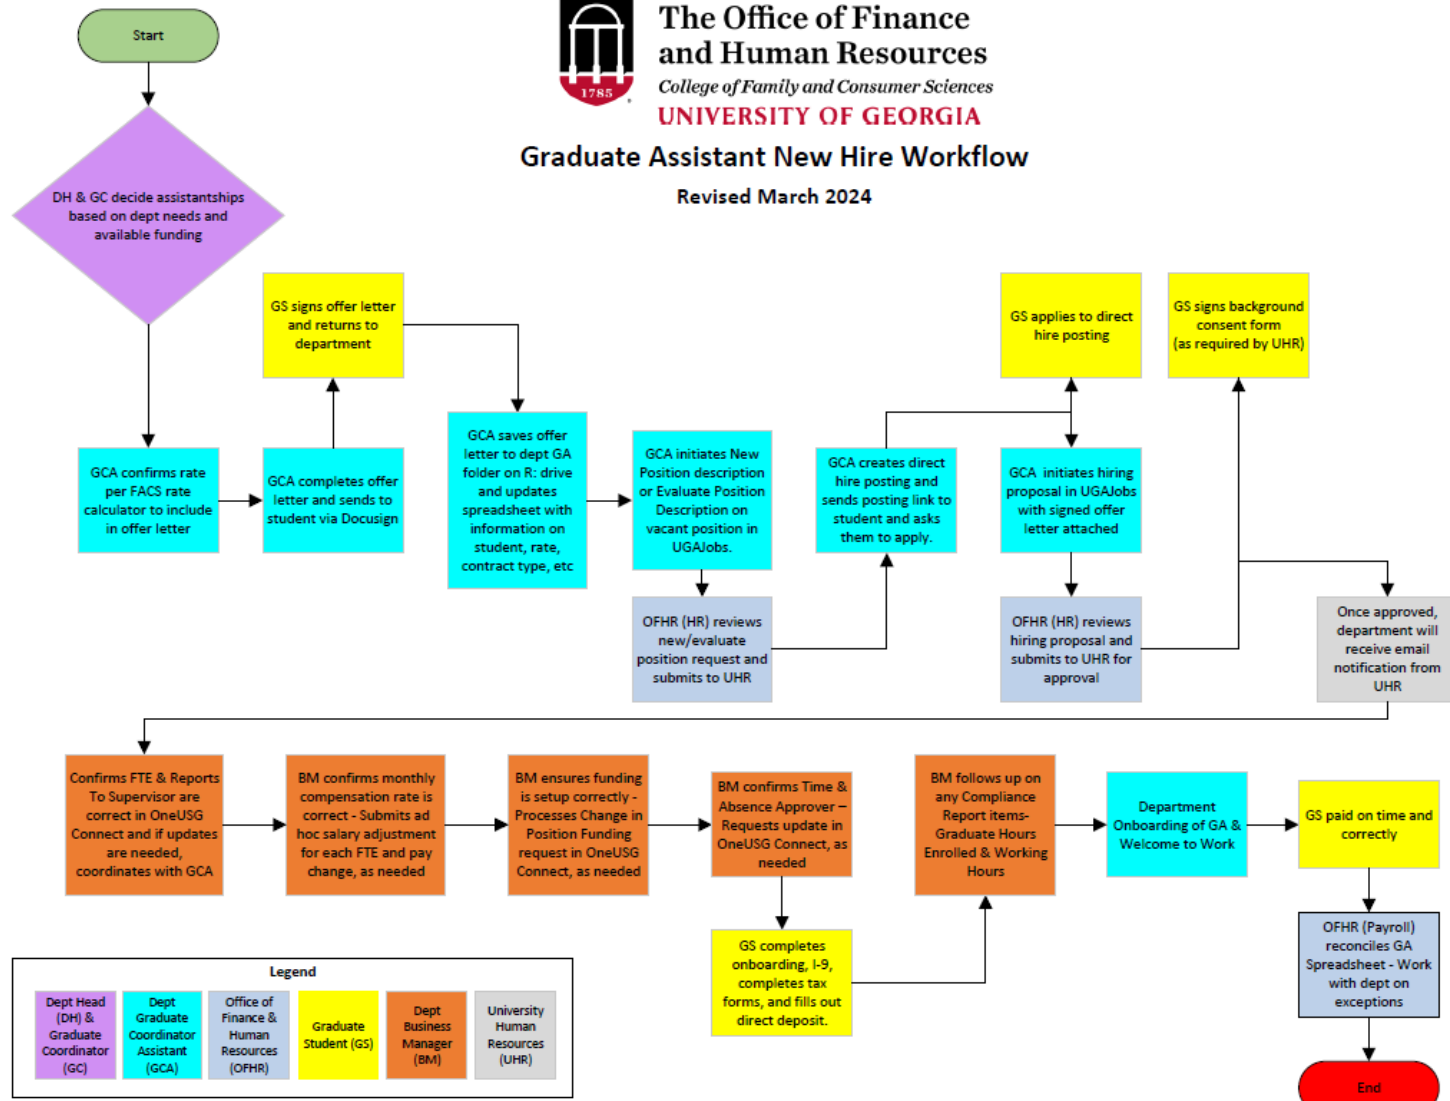 Start
1785
The Office of Finance
and Human Resources
College of Family and Consumer Sciences
UNIVERSITY OF GEORGIA
Graduate Assistant New Hire Workflow
Revised March 2024
DH & GC decide assistantships
based on dept needs and
available funding
GS signs offer letter
and returns to
department
GS applies to direct
hire posting
GS signs background
consent form
(as required by UHR)
GCA confirms rate
per FACS rate
calculator to include
in offer letter
GCA completes offer
letter and sends to
student via Docusign
GCA saves offer
letter to dept GA
folder on R: drive
and updates
spreadsheet with
information on
student, rate,
contract type, etc
GCA initiates New
Position description
or Evaluate Position
Description on
vacant position in
UGAJobs.
GCA creates direct
hire posting and
sends posting link to
student and asks
them to apply.
GCA  initiates hiring
proposal in UGAJobs
with signed offer
letter attached
OFHR (HR) reviews
new/evaluate
position request and
submits to UHR
OFHR (HR) reviews
hiring proposal and
submits to UHR for
approval
Once approved,
department will
receive email
notification from
UHR
Confirms FTE & Reports
To Supervisor are
correct in OneUSG
Connect and if updates
are needed,
coordinates with GCA
BM confirms monthly
compensation rate is
correct - Submits ad
hoc salary adjustment
for each FTE and pay
change, as needed
BM ensures funding
is setup correctly -
Processes Change in
Position Funding
request in OneUSG
Connect, as needed
BM confirms Time &
Absence Approver –
Requests update in
OneUSG Connect, as
needed
BM follows up on
any Compliance
Report items-
Graduate Hours
Enrolled & Working
Hours
Department
Onboarding of GA &
Welcome to Work
GS paid on time and
correctly
GS completes
onboarding, I-9,
completes tax
forms, and fills out
direct deposit.
OFHR (Payroll)
reconciles GA
Spreadsheet - Work
with dept on
exceptions
End
Legend
Dept Head
(DH) &
Graduate
Coordinator
(GC)
Dept
Graduate
Coordinator
Assistant
(GCA)
Office of
Finance &
Human
Resources
(OFHR)
Graduate
Student (GS)
Dept
Business
Manager
(BM)
University
Human
Resources
(UHR)